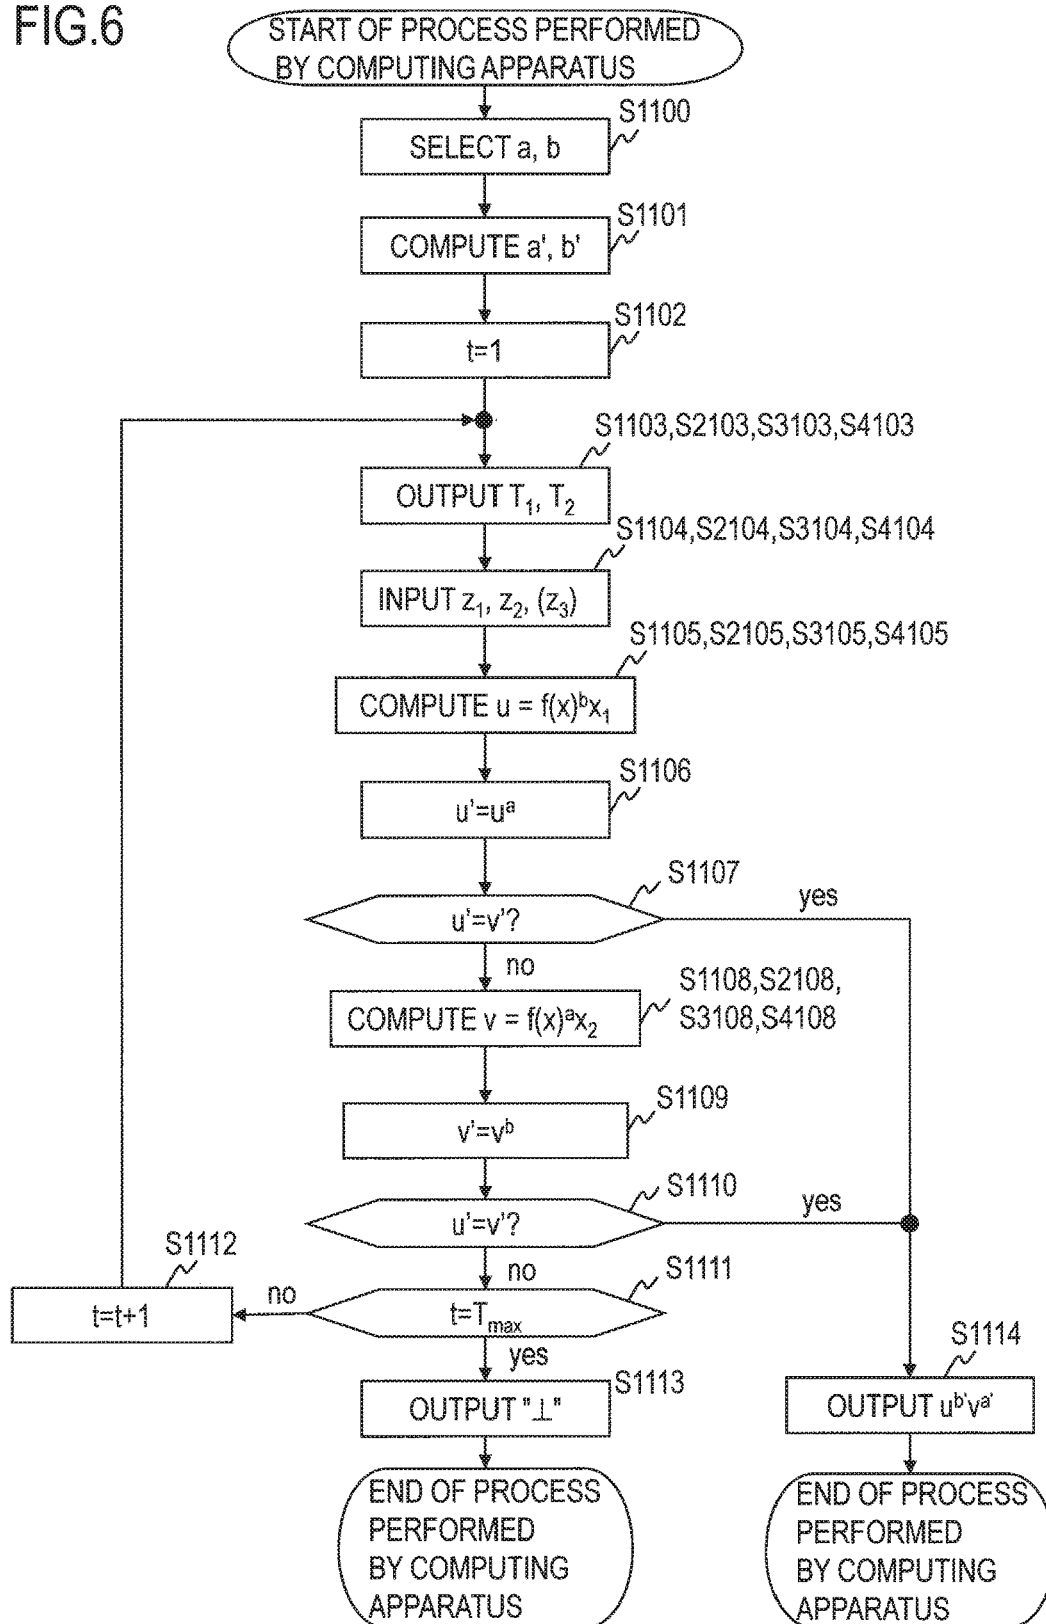 FIG.6
START OF PROCESS PERFORMED
BY COMPUTING APPARATUS
S1100
SELECT a, b
S1101
COMPUTE a', b'
S1102
t=1
S1103,S2103,S3103,S4103
OUTPUT T₁, T₂
S1104,S2104,S3104,S4104
INPUT z₁, z₂, (z₃)
S1105,S2105,S3105,S4105
COMPUTE u = f(x)ᵇx₁
S1106
u'=uᵃ
S1107
u'=v'?
yes
no
S1108,S2108,
S3108,S4108
COMPUTE v = f(x)ᵃx₂
S1109
v'=vᵇ
S1110
u'=v'?
yes
no
S1111
t=Tₘₐₓ
no
S1112
t=t+1
yes
S1113
OUTPUT "⊥"
S1114
OUTPUT uᵇ'vᵃ'
END OF PROCESS
PERFORMED
BY COMPUTING
APPARATUS
END OF PROCESS
PERFORMED
BY COMPUTING
APPARATUS